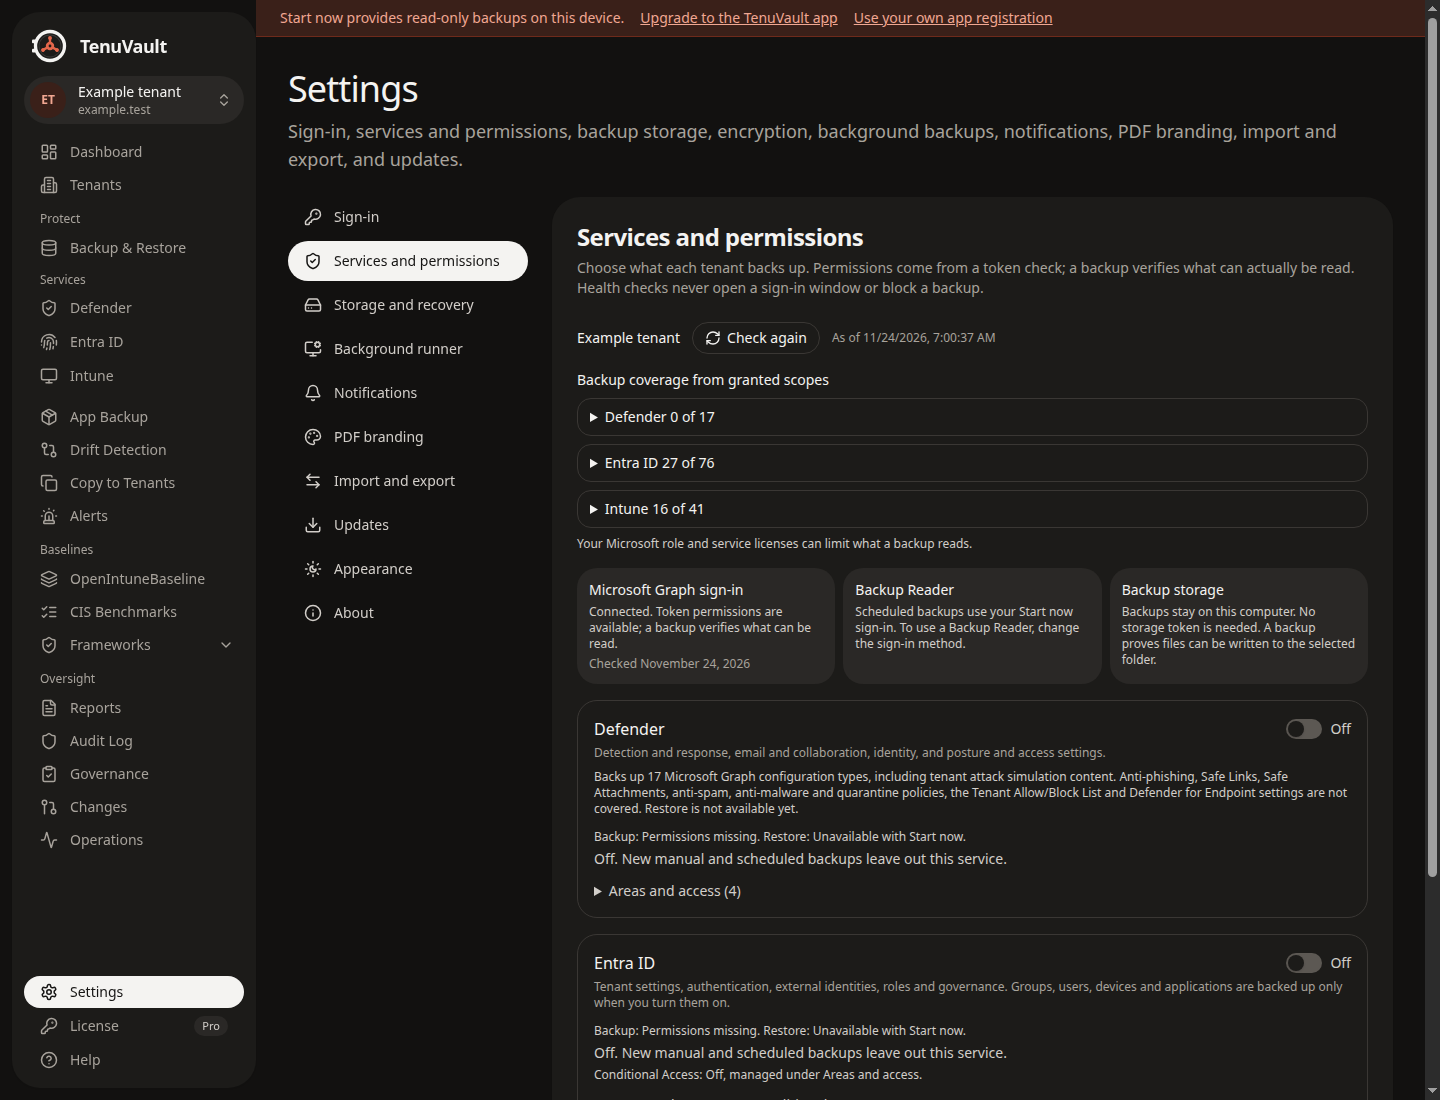 Start now provides read-only backups on this device. Upgrade to the TenuVault app Use your own app registration
TenuVault
ET
Example tenant
example.test
Dashboard
Tenants
Protect
Backup & Restore
Services
Defender
Entra ID
Intune
App Backup
Drift Detection
Copy to Tenants
Alerts
Baselines
OpenIntuneBaseline
CIS Benchmarks
Frameworks
Oversight
Reports
Audit Log
Governance
Changes
Operations
Settings
License Pro
Help
Settings
Sign-in, services and permissions, backup storage, encryption, background backups, notifications, PDF branding, import and
export, and updates.
Sign-in
Services and permissions
Storage and recovery
Background runner
Notifications
PDF branding
Import and export
Updates
Appearance
About
Services and permissions
Choose what each tenant backs up. Permissions come from a token check; a backup verifies what can actually be read.
Health checks never open a sign-in window or block a backup.
Example tenant Check again As of 11/24/2026, 7:00:37 AM
Backup coverage from granted scopes
Defender 0 of 17
Entra ID 27 of 76
Intune 16 of 41
Your Microsoft role and service licenses can limit what a backup reads.
Microsoft Graph sign-in
Connected. Token permissions are
available; a backup verifies what can be
read.
Checked November 24, 2026
Backup Reader
Scheduled backups use your Start now
sign-in. To use a Backup Reader, change
the sign-in method.
Backup storage
Backups stay on this computer. No
storage token is needed. A backup
proves files can be written to the selected
folder.
Defender Off
Detection and response, email and collaboration, identity, and posture and access settings.
Backs up 17 Microsoft Graph configuration types, including tenant attack simulation content. Anti-phishing, Safe Links, Safe
Attachments, anti-spam, anti-malware and quarantine policies, the Tenant Allow/Block List and Defender for Endpoint settings are not
covered. Restore is not available yet.
Backup: Permissions missing. Restore: Unavailable with Start now.
Off. New manual and scheduled backups leave out this service.
Areas and access (4)
Entra ID Off
Tenant settings, authentication, external identities, roles and governance. Groups, users, devices and applications are backed up only
when you turn them on.
Backup: Permissions missing. Restore: Unavailable with Start now.
Off. New manual and scheduled backups leave out this service.
Conditional Access: Off, managed under Areas and access.